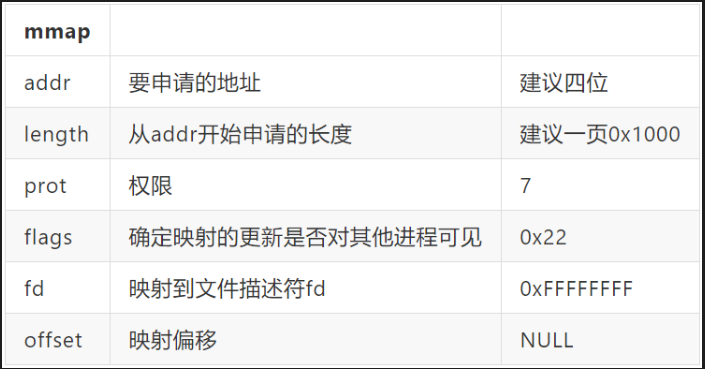 mmap
addr 要申请的地址 建议四位
length 从addr开始申请的长度 建议一页0x1000
prot 权限 7
flags 确定映射的更新是否对其他进程可见 0x22
fd 映射到文件描述符fd 0xFFFFFFFF
offset 映射偏移 NULL